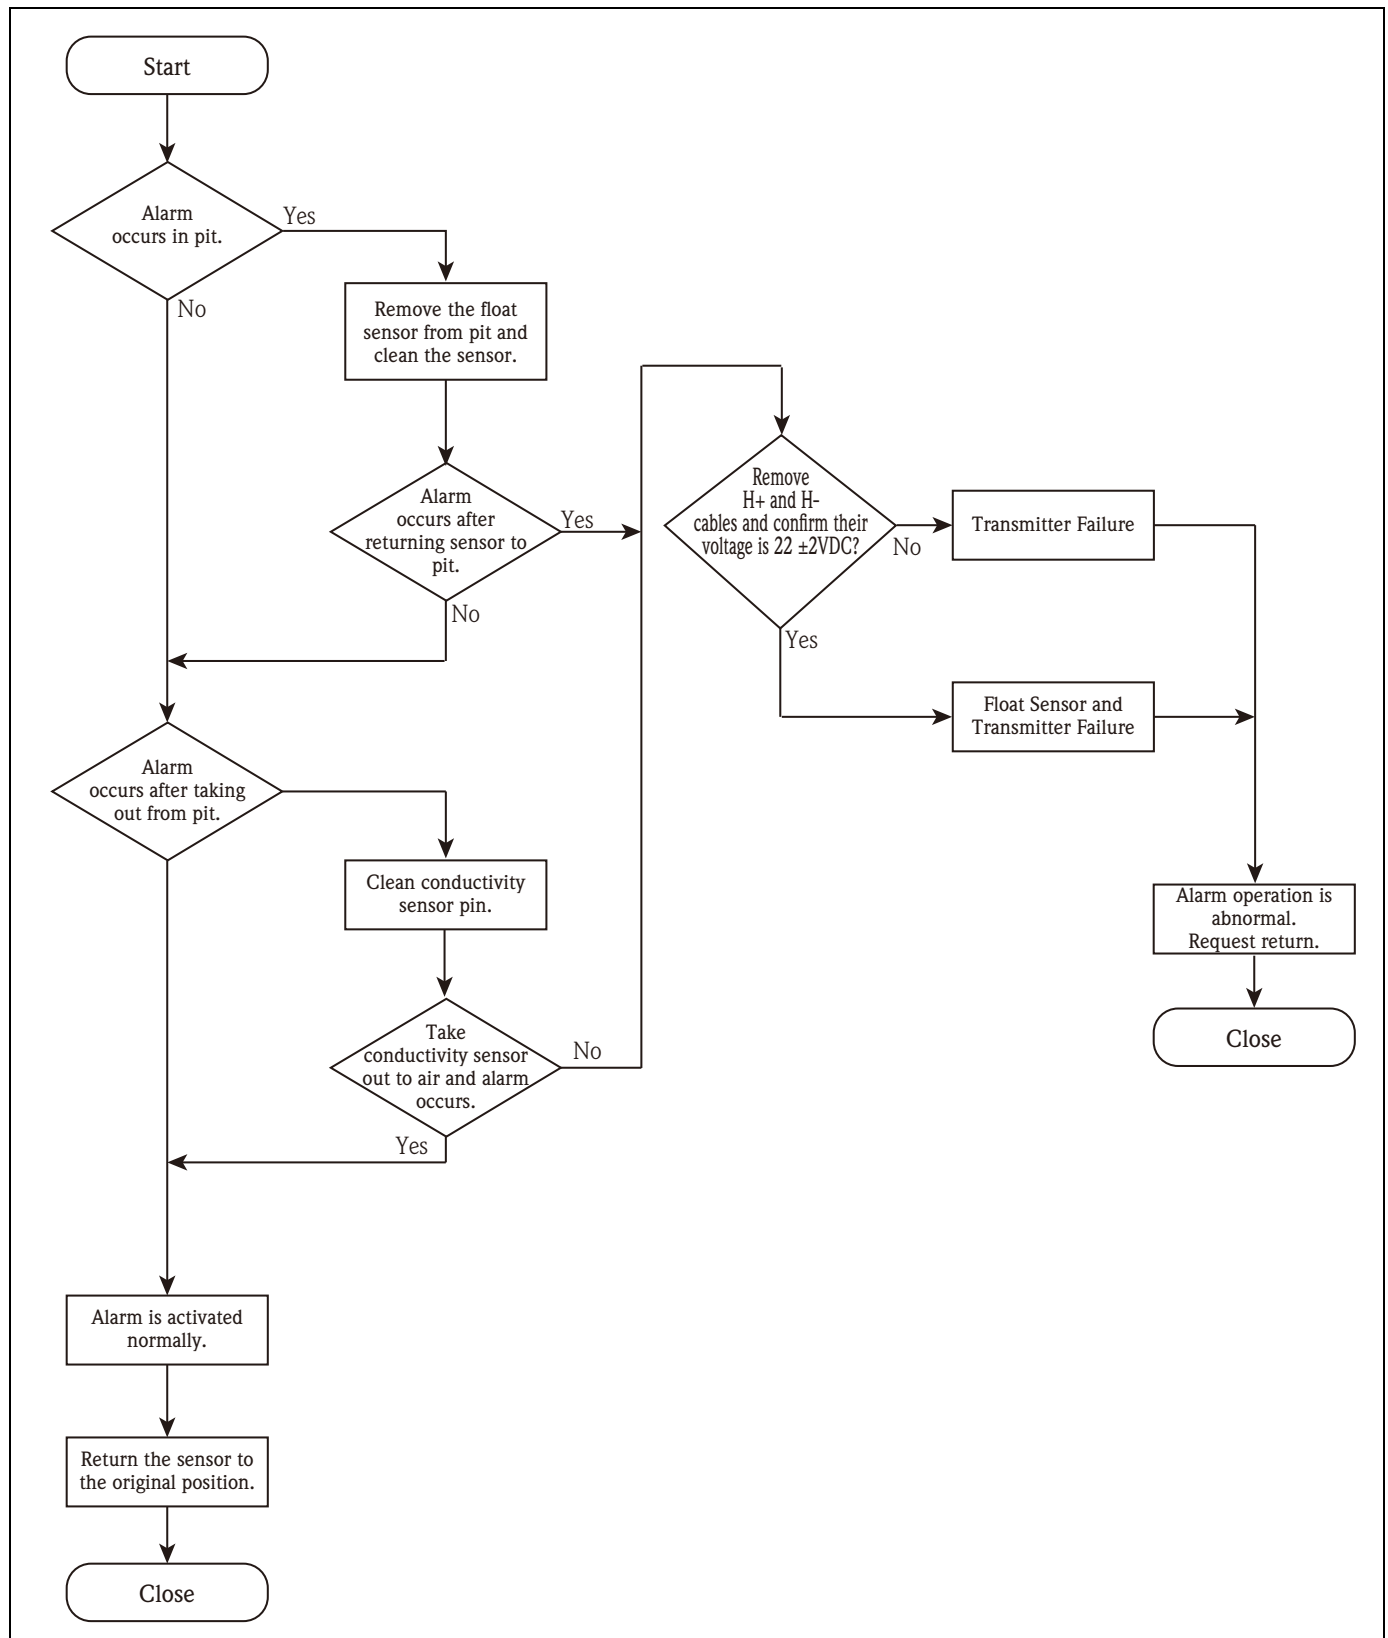 Start
Alarm
occurs in pit.
Yes
No
Remove the float
sensor from pit and
clean the sensor.
Alarm
occurs after
returning sensor to
pit.
Yes
No
Remove
H+ and H-
cables and confirm their
voltage is 22 ±2VDC?
No
Yes
Transmitter Failure
Float Sensor and
Transmitter Failure
Alarm
occurs after taking
out from pit.
Clean conductivity
sensor pin.
Take
conductivity sensor
out to air and alarm
occurs.
No
Yes
Alarm operation is
abnormal.
Request return.
Close
Alarm is activated
normally.
Return the sensor to
the original position.
Close